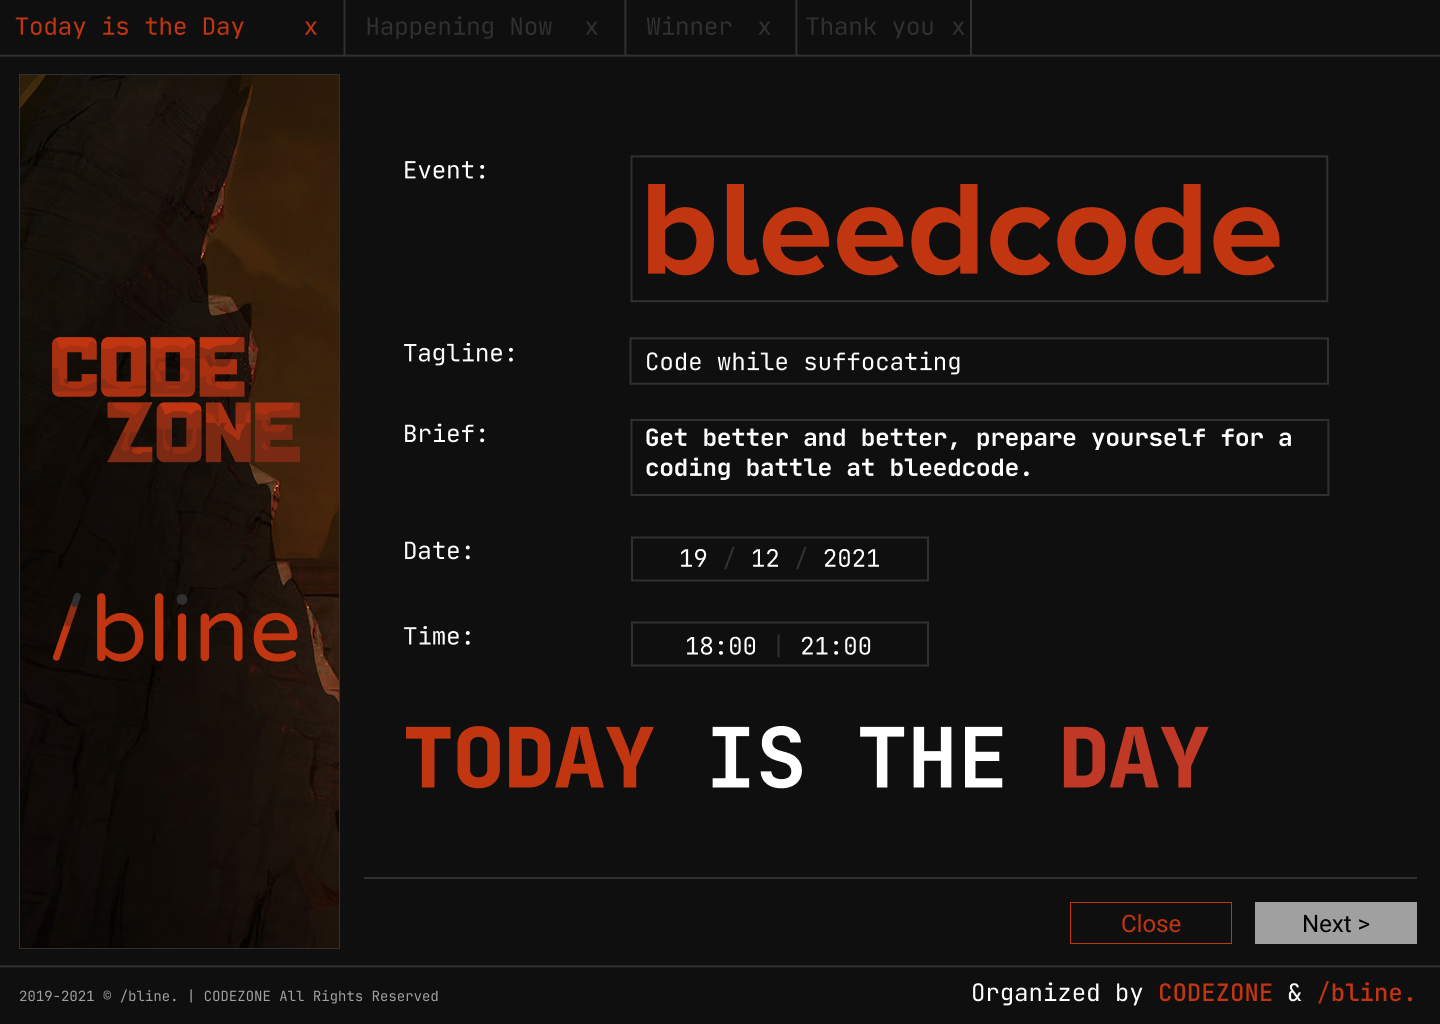 Today is the Day x Happening Now x Winner x Thank you x
CODE
ZONE
/bline
Event: bleedcode
Tagline: Code while suffocating
Brief: Get better and better, prepare yourself for a
coding battle at bleedcode.
Date: 19 / 12 / 2021
Time: 18:00 | 21:00
TODAY IS THE DAY
Close Next >
2019-2021 © /bline. | CODEZONE All Rights Reserved
Organized by CODEZONE & /bline.